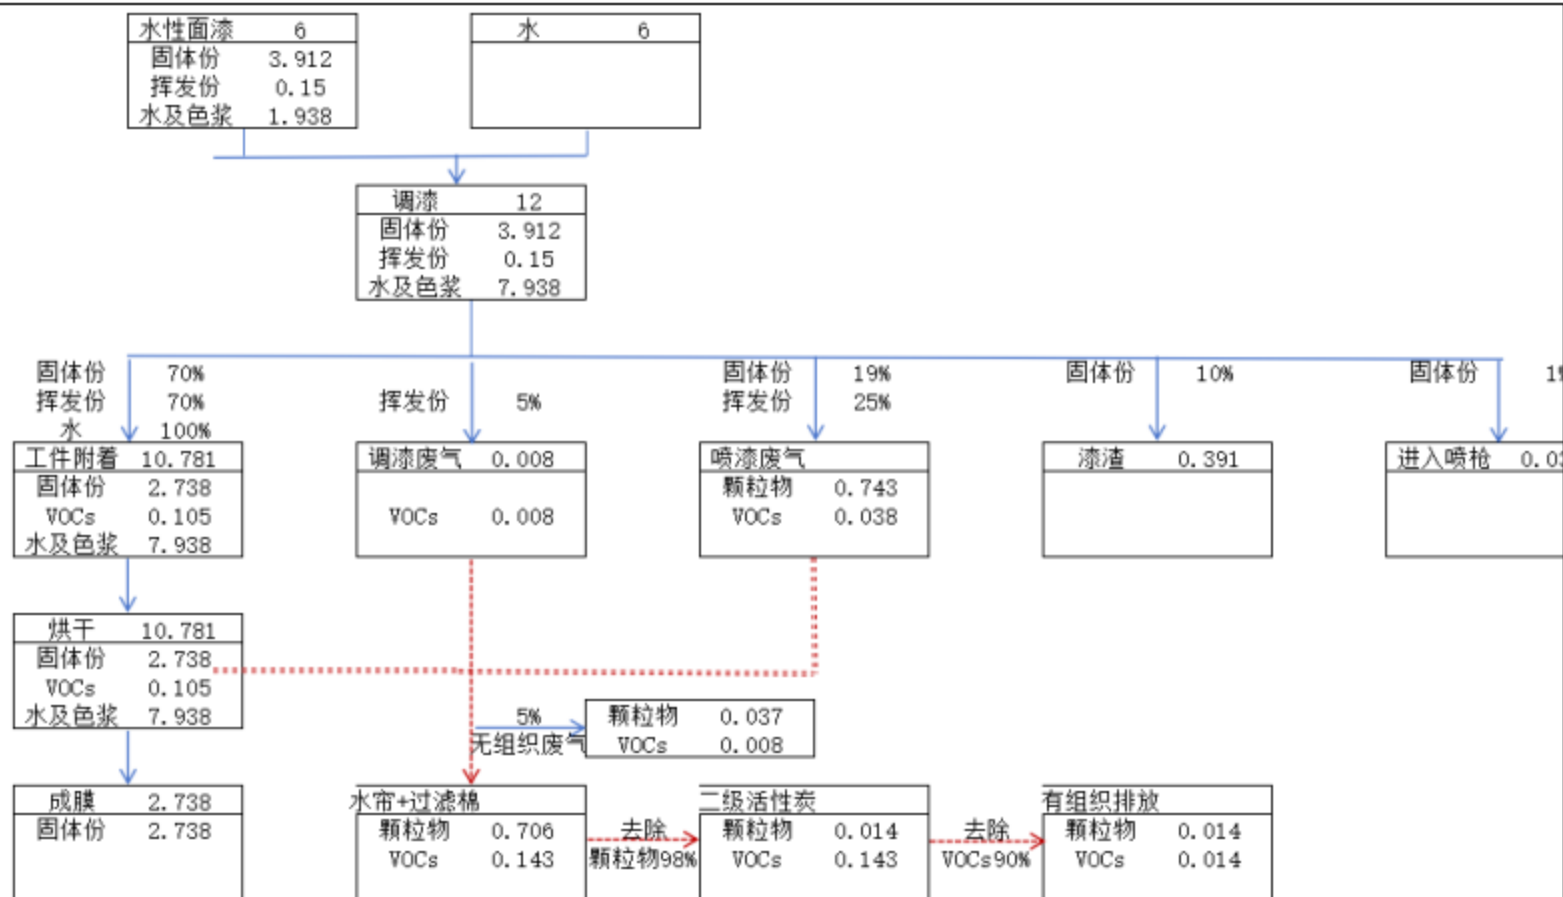 水性面漆 6
固体份 3.912
挥发份 0.15
水及色浆 1.938
水 6
调漆 12
固体份 3.912
挥发份 0.15
水及色浆 7.938
固体份 70%
挥发份 70%
水 100%
挥发份 5%
固体份 19%
挥发份 25%
固体份 10%
固体份
工件附着 10.781
固体份 2.738
VOCs 0.105
水及色浆 7.938
调漆废气 0.008
VOCs 0.008
喷漆废气
颗粒物 0.743
VOCs 0.038
漆渣 0.391
进入喷枪
烘干 10.781
固体份 2.738
VOCs 0.105
水及色浆 7.938
5%
无组织废气
颗粒物 0.037
VOCs 0.008
成膜 2.738
固体份 2.738
水帘+过滤棉
颗粒物 0.706
VOCs 0.143
去除
颗粒物98%
二级活性炭
颗粒物 0.014
VOCs 0.143
去除
VOCs90%
有组织排放
颗粒物 0.014
VOCs 0.014